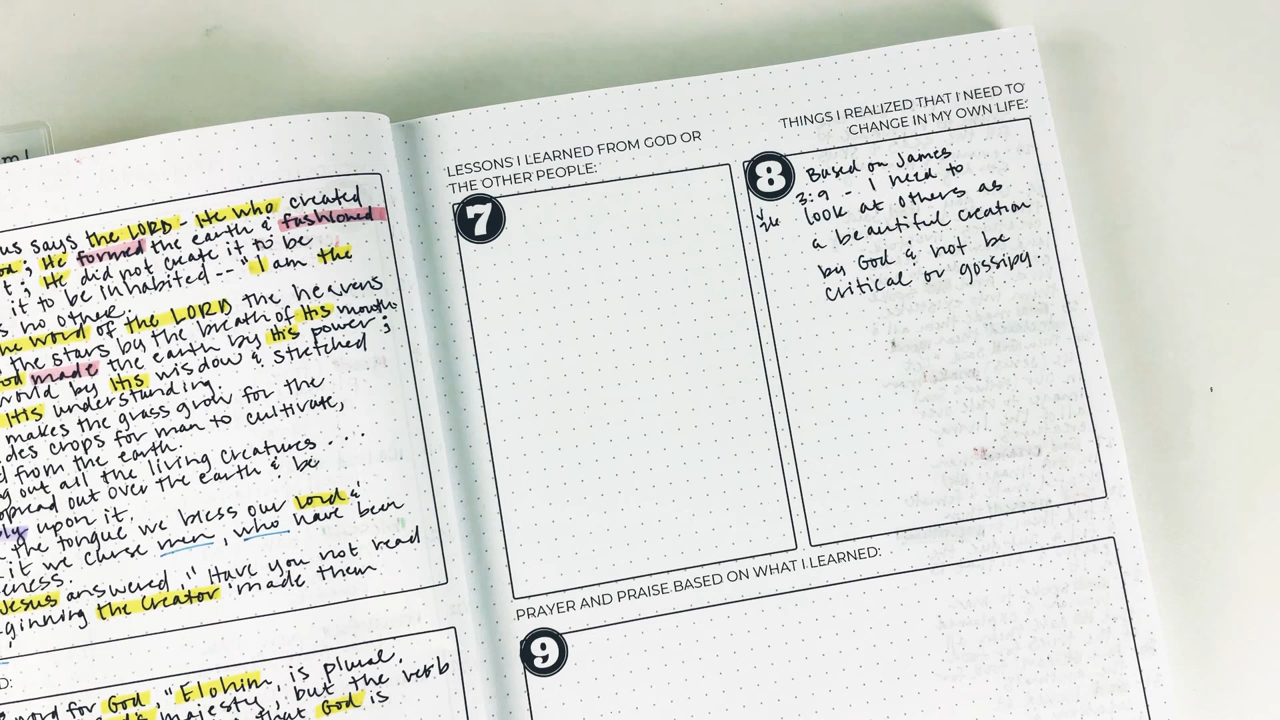 us says the LORD - He who created
; He formed the earth & fashioned
t ; He did not create it to be
it to be inhabited -- "I am the
s no other.
he word of the LORD the heavens
the stars by the breath of His mouth.
od made the earth by His power ;
world by His wisdow & stretched
His understanding.
makes the grass grow for the
des crops for man to cultivate,
d from the earth.
g out all the living creatures ...
spread out over the earth & be
ly upon it.
the tongue we bless our Lord &
it we curse men, who have been
eness.
Jesus answered, "Have you not read
ginning the Creator 'made them
D:
word for God, "Elohim, is plural.
majesty, but the verb
that God is
LESSONS I LEARNED FROM GOD OR
THE OTHER PEOPLE:
7
THINGS I REALIZED THAT I NEED TO
CHANGE IN MY OWN LIFE:
8
Based on James
3:9 - I need to
look at others as
a beautiful creation
by God & not be
critical or gossipy.
PRAYER AND PRAISE BASED ON WHAT I LEARNED:
9